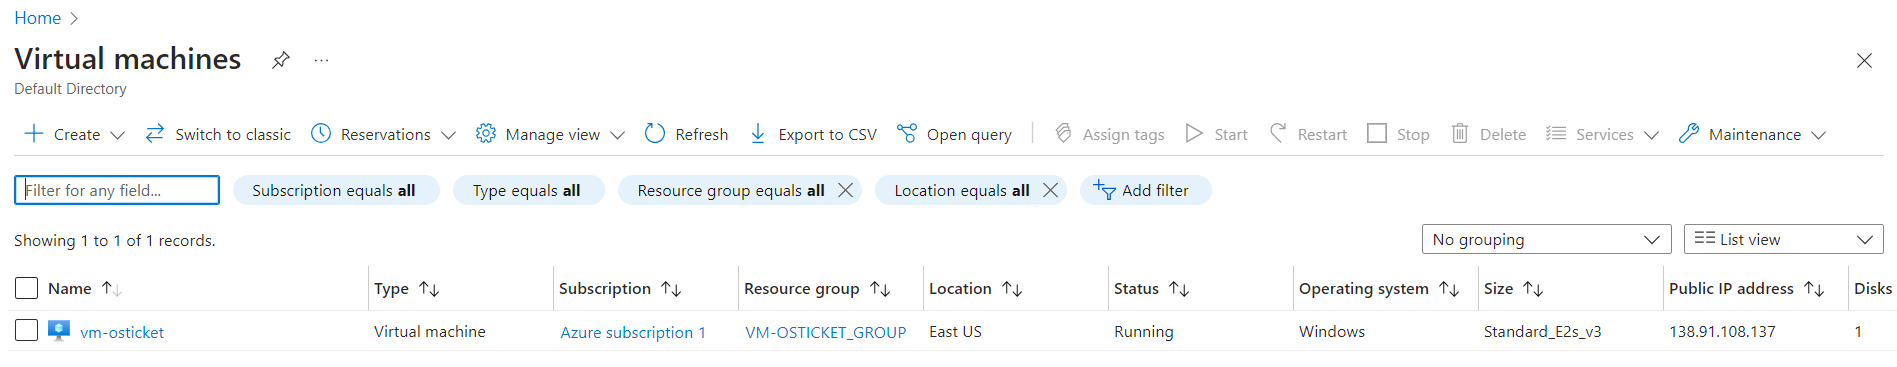 Home
Virtual machines
Default Directory
Create Switch to classic Reservations Manage view Refresh Export to CSV Open query Assign tags Start Restart Stop Delete Services Maintenance
Filter for any field... Subscription equals all Type equals all Resource group equals all Location equals all Add filter
Showing 1 to 1 of 1 records. No grouping List view
Name Type Subscription Resource group Location Status Operating system Size Public IP address Disks
vm-osticket Virtual machine Azure subscription 1 VM-OSTICKET_GROUP East US Running Windows Standard_E2s_v3 138.91.108.137 1